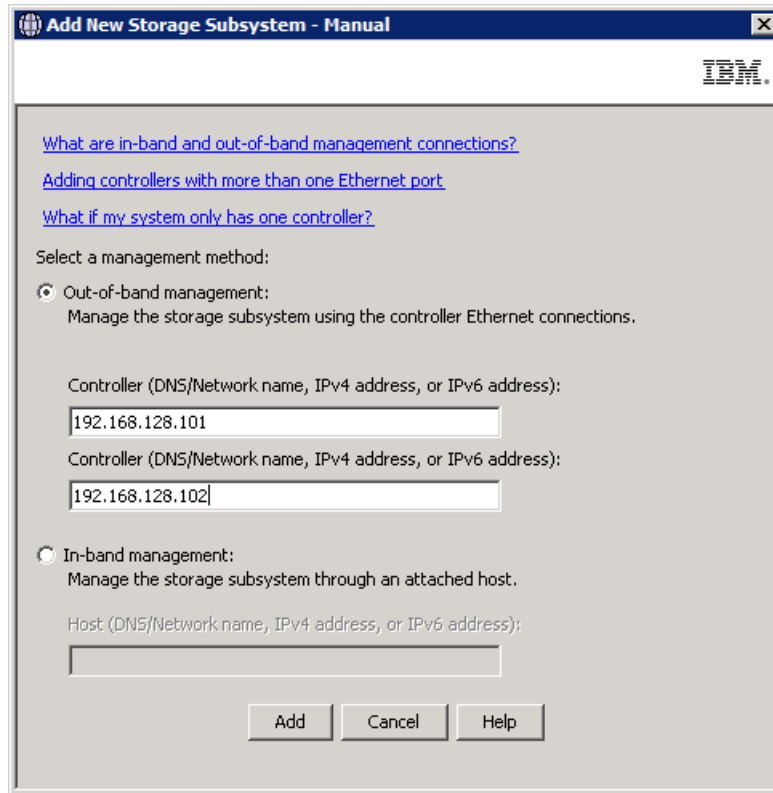 Add New Storage Subsystem - Manual
IBM.
What are in-band and out-of-band management connections?
Adding controllers with more than one Ethernet port
What if my system only has one controller?
Select a management method:
Out-of-band management:
Manage the storage subsystem using the controller Ethernet connections.
Controller (DNS/Network name, IPv4 address, or IPv6 address):
192.168.128.101
Controller (DNS/Network name, IPv4 address, or IPv6 address):
192.168.128.102
In-band management:
Manage the storage subsystem through an attached host.
Host (DNS/Network name, IPv4 address, or IPv6 address):
Add Cancel Help